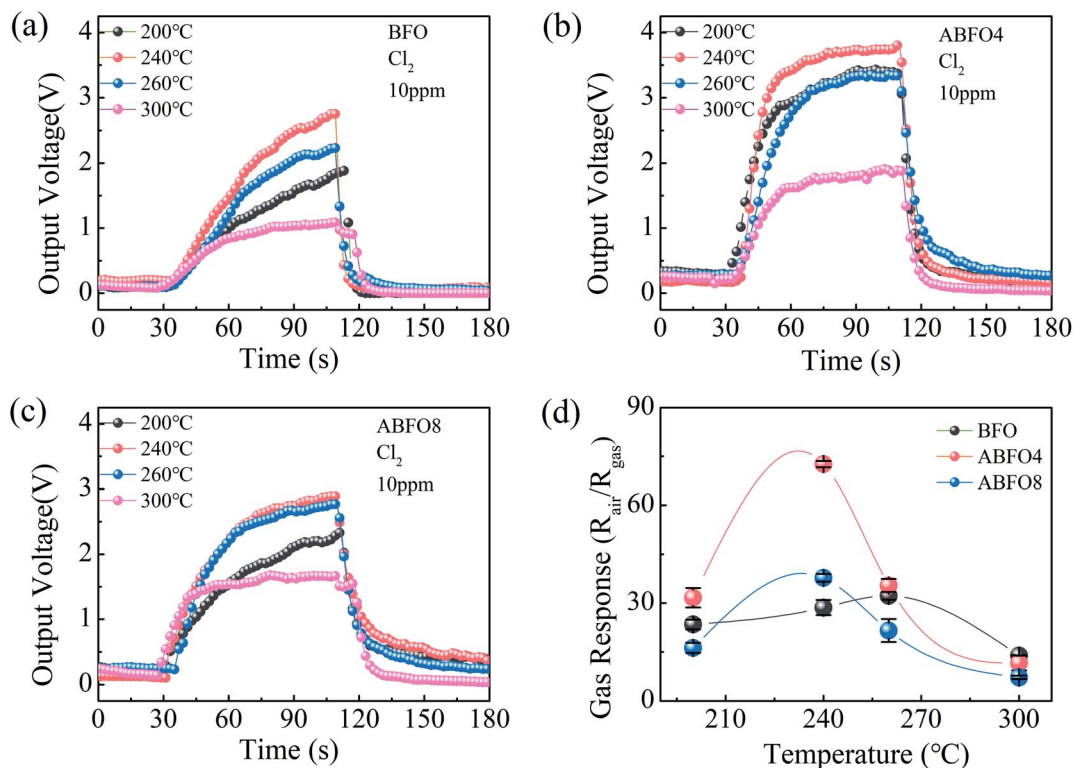 (a)
4
3
2
1
0
Output Voltage(V)
200℃
240℃
260℃
300℃
BFO
Cl2
10ppm
0 30 60 90 120 150 180
Time (s)
(b)
4
3
2
1
0
Output Voltage(V)
200℃
240℃
260℃
300℃
ABFO4
Cl2
10ppm
0 30 60 90 120 150 180
Time (s)
(c)
4
3
2
1
0
Output Voltage(V)
200℃
240℃
260℃
300℃
ABFO8
Cl2
10ppm
0 30 60 90 120 150 180
Time (s)
(d)
90
60
30
0
Gas Response (Rair/Rgas)
BFO
ABFO4
ABFO8
210 240 270 300
Temperature (℃)